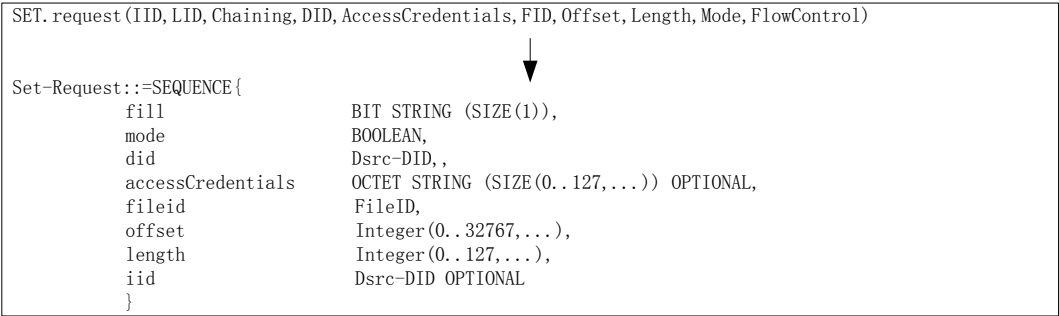 SET.request(IID,LID,Chaining,DID,AccessCredentials,FID,Offset,Length,Mode,FlowControl)
Set-Request::=SEQUENCE{
fill BIT STRING (SIZE(1)),
mode BOOLEAN,
did Dsrc-DID,,
accessCredentials OCTET STRING (SIZE(0..127,...)) OPTIONAL,
fileid FileID,
offset Integer(0..32767,...),
length Integer(0..127,...),
iid Dsrc-DID OPTIONAL
}